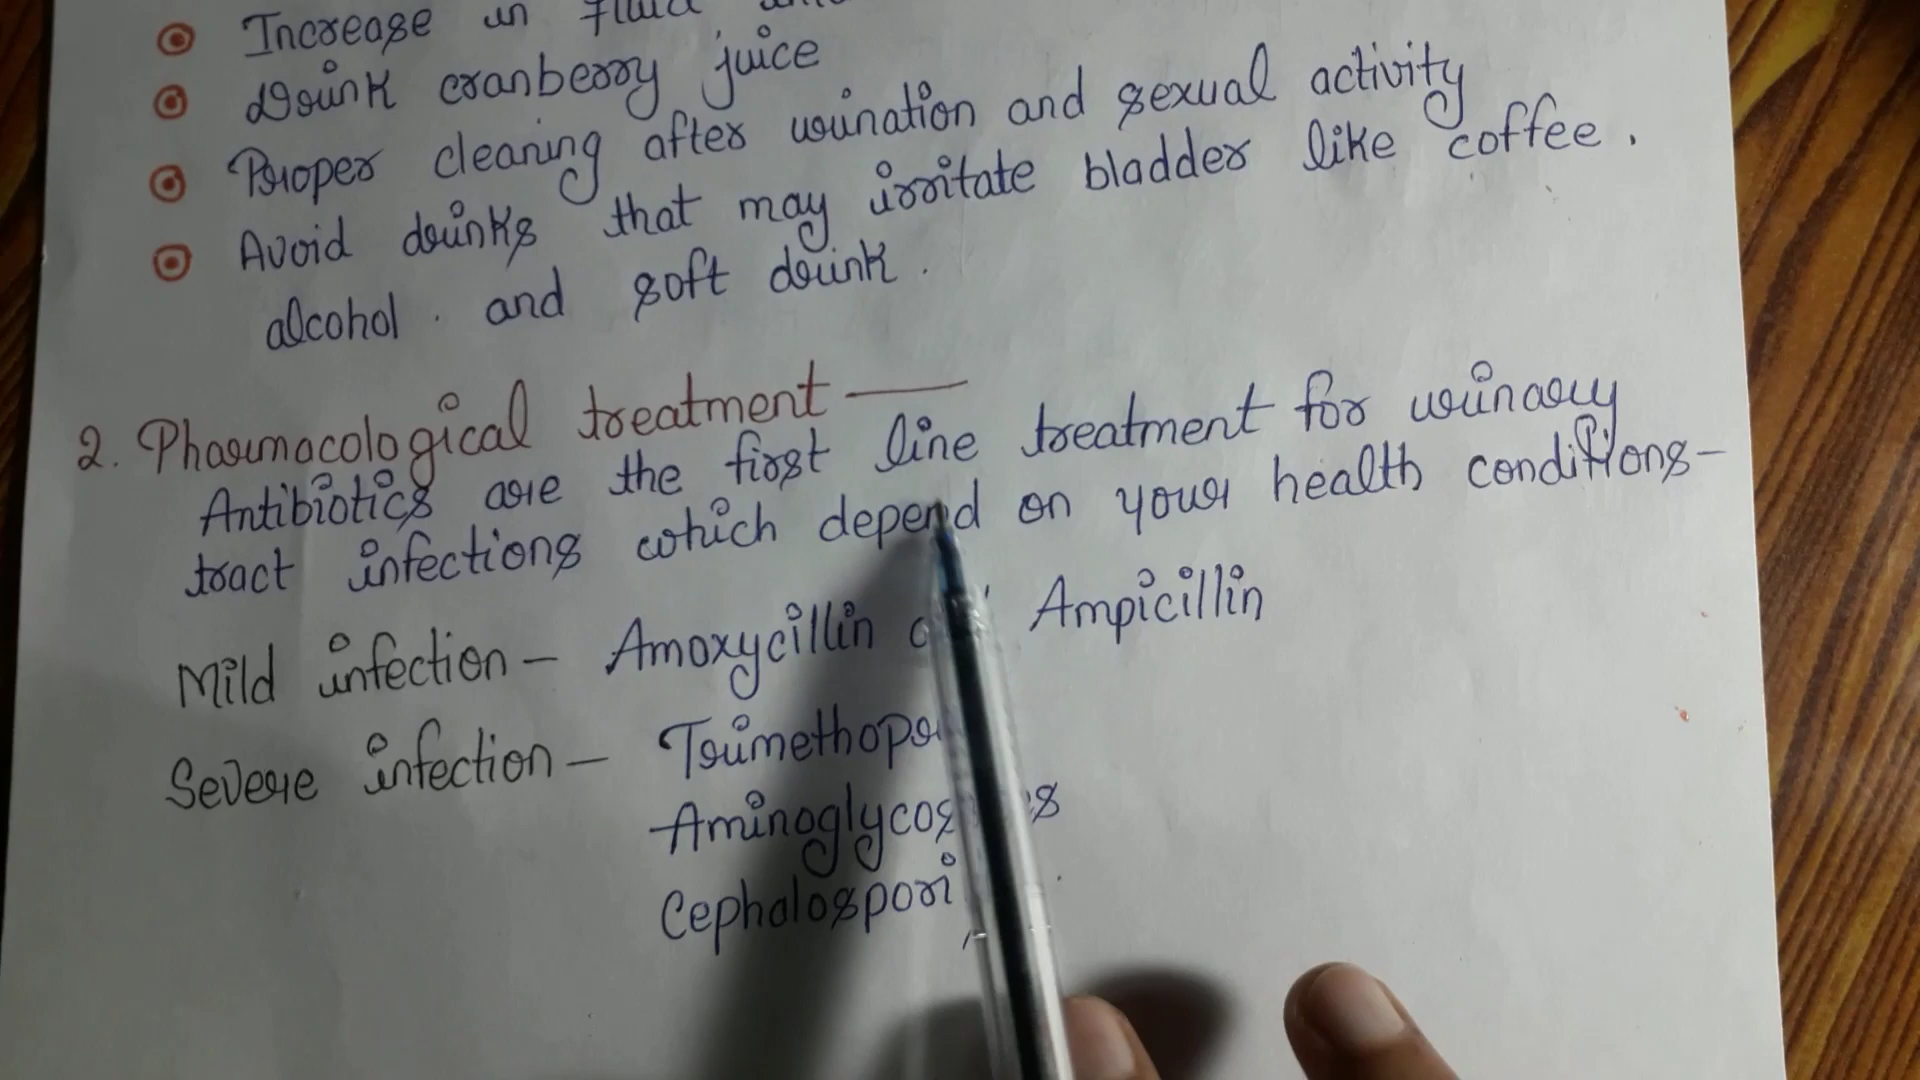 Increase in fluid
Drink cranberry juice
Proper cleaning after urination and sexual activity
Avoid drinks that may irritate bladder like coffee.
alcohol. and soft drink.
2. Pharmacological treatment —
Antibiotics are the first line treatment for urinary
tract infections which depend on your health conditions-
Mild infection - Amoxycillin Ampicillin
Severe infection -
Cephalospori